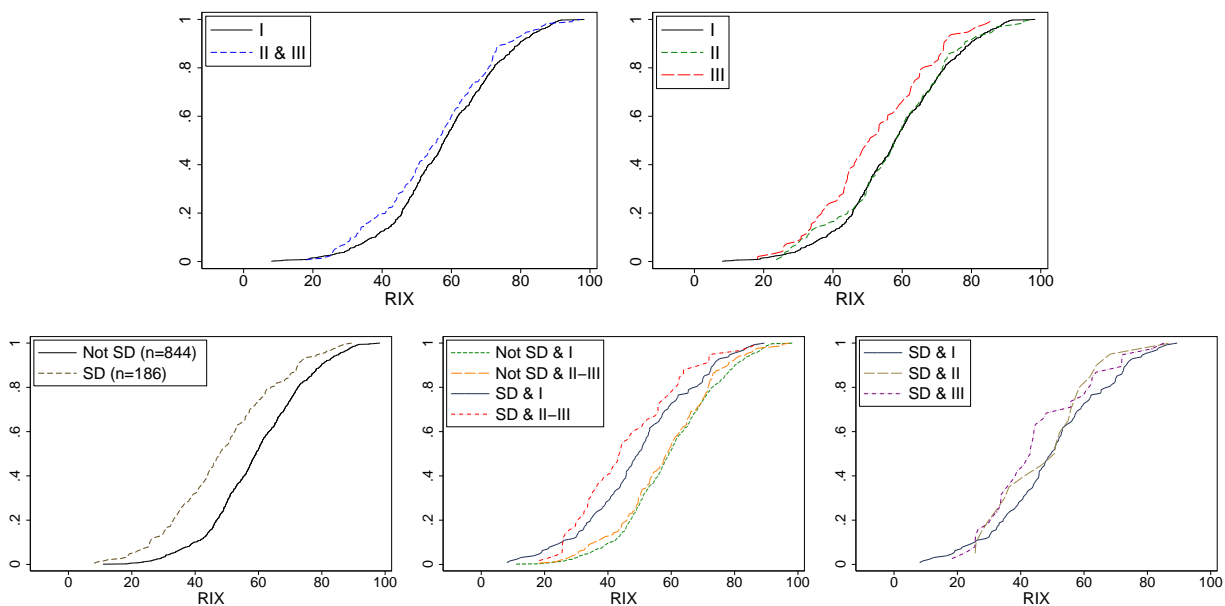 1
.8
.6
.4
.2
0
I
II & III
0 20 40 60 80 100
RIX
1
.8
.6
.4
.2
0
I
II
III
0 20 40 60 80 100
RIX
1
.8
.6
.4
.2
0
Not SD (n=844)
SD (n=186)
0 20 40 60 80 100
RIX
1
.8
.6
.4
.2
0
Not SD & I
Not SD & II−III
SD & I
SD & II−III
0 20 40 60 80 100
RIX
1
.8
.6
.4
.2
0
SD & I
SD & II
SD & III
0 20 40 60 80 100
RIX